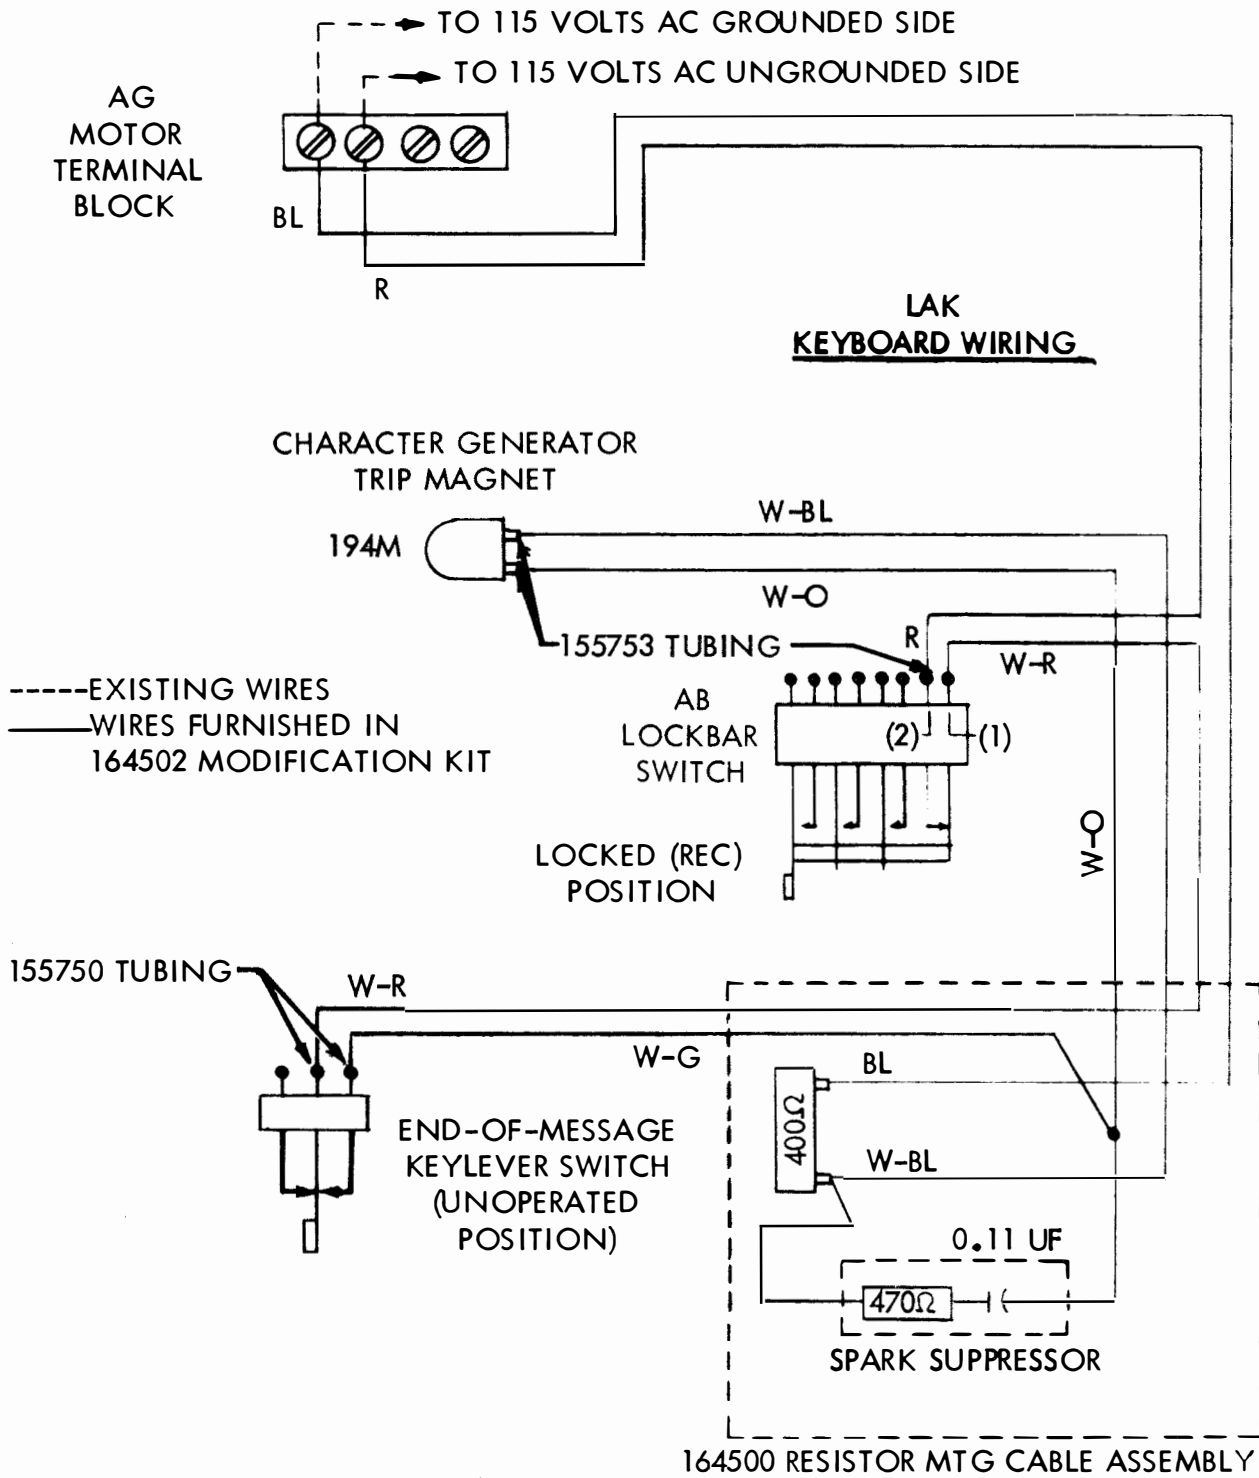 TO 115 VOLTS AC GROUNDED SIDE
TO 115 VOLTS AC UNGROUNDED SIDE
AG
MOTOR
TERMINAL
BLOCK
BL
R
LAK
KEYBOARD WIRING
CHARACTER GENERATOR
TRIP MAGNET
194M
W-BL
W-O
155753 TUBING
R
W-R
-----EXISTING WIRES
WIRES FURNISHED IN
164502 MODIFICATION KIT
AB
LOCKBAR
SWITCH
(2)
(1)
W-O
LOCKED (REC)
POSITION
155750 TUBING
W-R
W-G
BL
400Ω
W-BL
END-OF-MESSAGE
KEYLEVER SWITCH
(UNOPERATED
POSITION)
0.11 UF
470Ω
SPARK SUPPRESSOR
164500 RESISTOR MTG CABLE ASSEMBLY